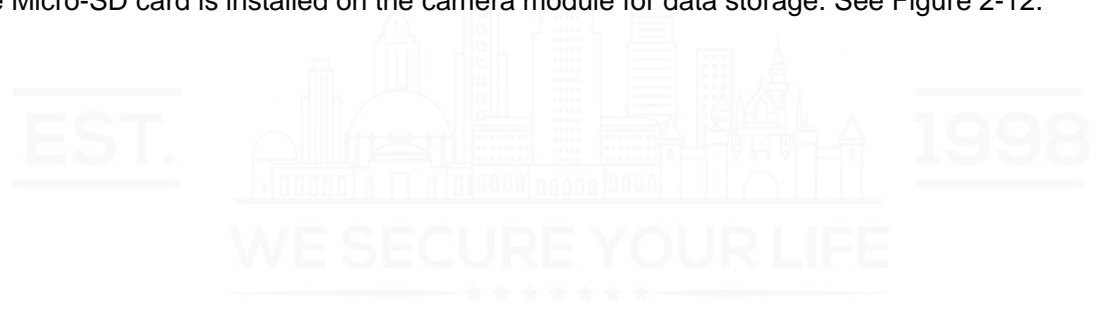 e Micro-SD card is installed on the camera module for data storage. See Figure 2-12.
EST.
1998
WE SECURE YOUR LIFE